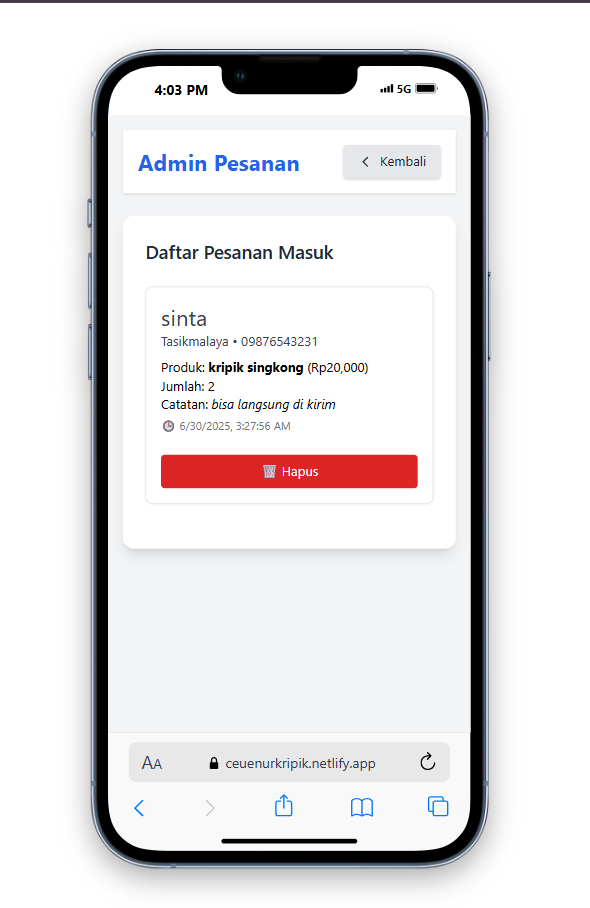 4:03 PM 5G
Admin Pesanan
Kembali
Daftar Pesanan Masuk
sinta
Tasikmalaya • 09876543231
Produk: kripik singkong (Rp20,000)
Jumlah: 2
Catatan: bisa langsung di kirim
6/30/2025, 3:27:56 AM
Hapus
AA ceuenurkripik.netlify.app